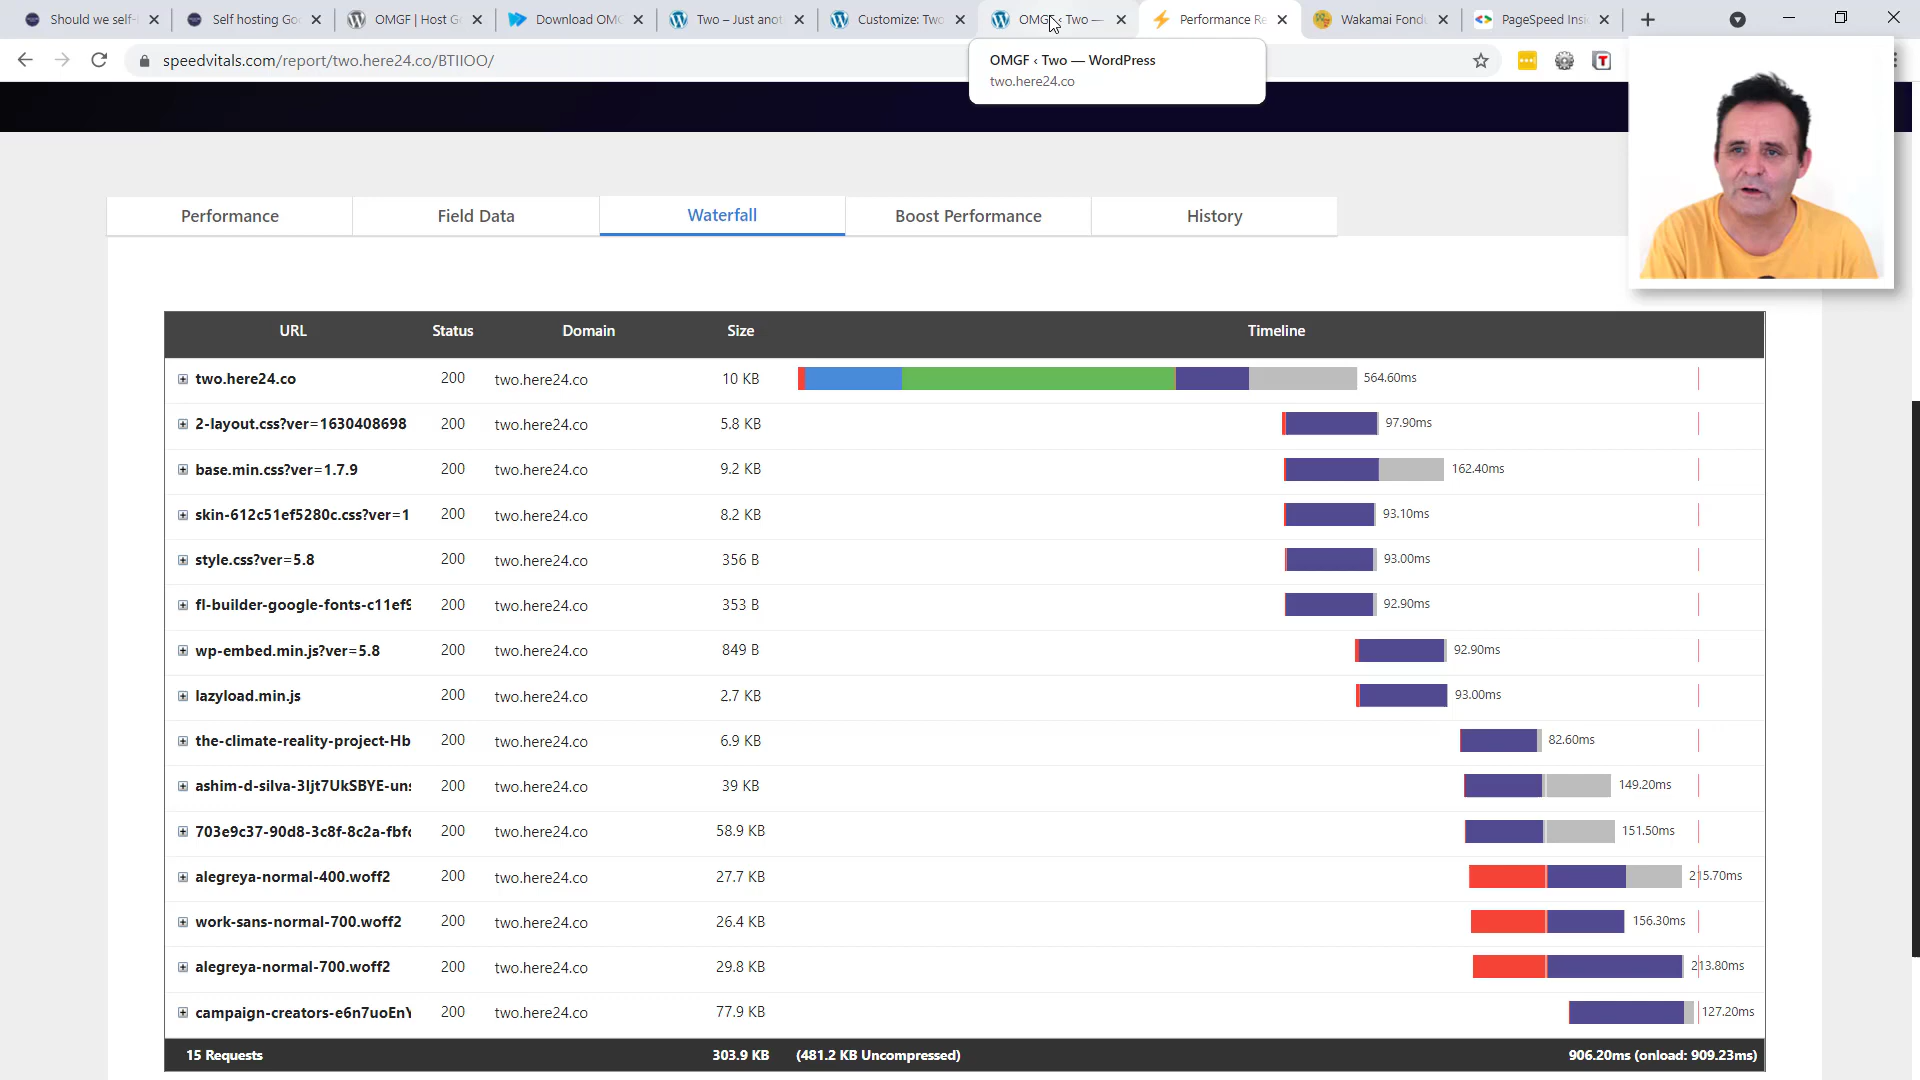 Should we self-
Self hosting Go
OMGF | Host G
Download OMG
Two – Just anot
Customize: Two
OMGF ‹ Two —
Performance Re
Wakamai Fond
PageSpeed Insi
speedvitals.com/report/two.here24.co/BTIIOO/
OMGF ‹ Two — WordPress
two.here24.co
Performance
Field Data
Waterfall
Boost Performance
History
URL Status Domain Size Timeline
two.here24.co 200 two.here24.co 10 KB 564.60ms
2-layout.css?ver=1630408698 200 two.here24.co 5.8 KB 97.90ms
base.min.css?ver=1.7.9 200 two.here24.co 9.2 KB 162.40ms
skin-612c51ef5280c.css?ver=1 200 two.here24.co 8.2 KB 93.10ms
style.css?ver=5.8 200 two.here24.co 356 B 93.00ms
fl-builder-google-fonts-c11ef9 200 two.here24.co 353 B 92.90ms
wp-embed.min.js?ver=5.8 200 two.here24.co 849 B 92.90ms
lazyload.min.js 200 two.here24.co 2.7 KB 93.00ms
the-climate-reality-project-Hb 200 two.here24.co 6.9 KB 82.60ms
ashim-d-silva-3Ijt7UkSBYE-uns 200 two.here24.co 39 KB 149.20ms
703e9c37-90d8-3c8f-8c2a-fbfc 200 two.here24.co 58.9 KB 151.50ms
alegreya-normal-400.woff2 200 two.here24.co 27.7 KB 215.70ms
work-sans-normal-700.woff2 200 two.here24.co 26.4 KB 156.30ms
alegreya-normal-700.woff2 200 two.here24.co 29.8 KB 213.80ms
campaign-creators-e6n7uoEnY 200 two.here24.co 77.9 KB 127.20ms
15 Requests 303.9 KB (481.2 KB Uncompressed) 906.20ms (onload: 909.23ms)